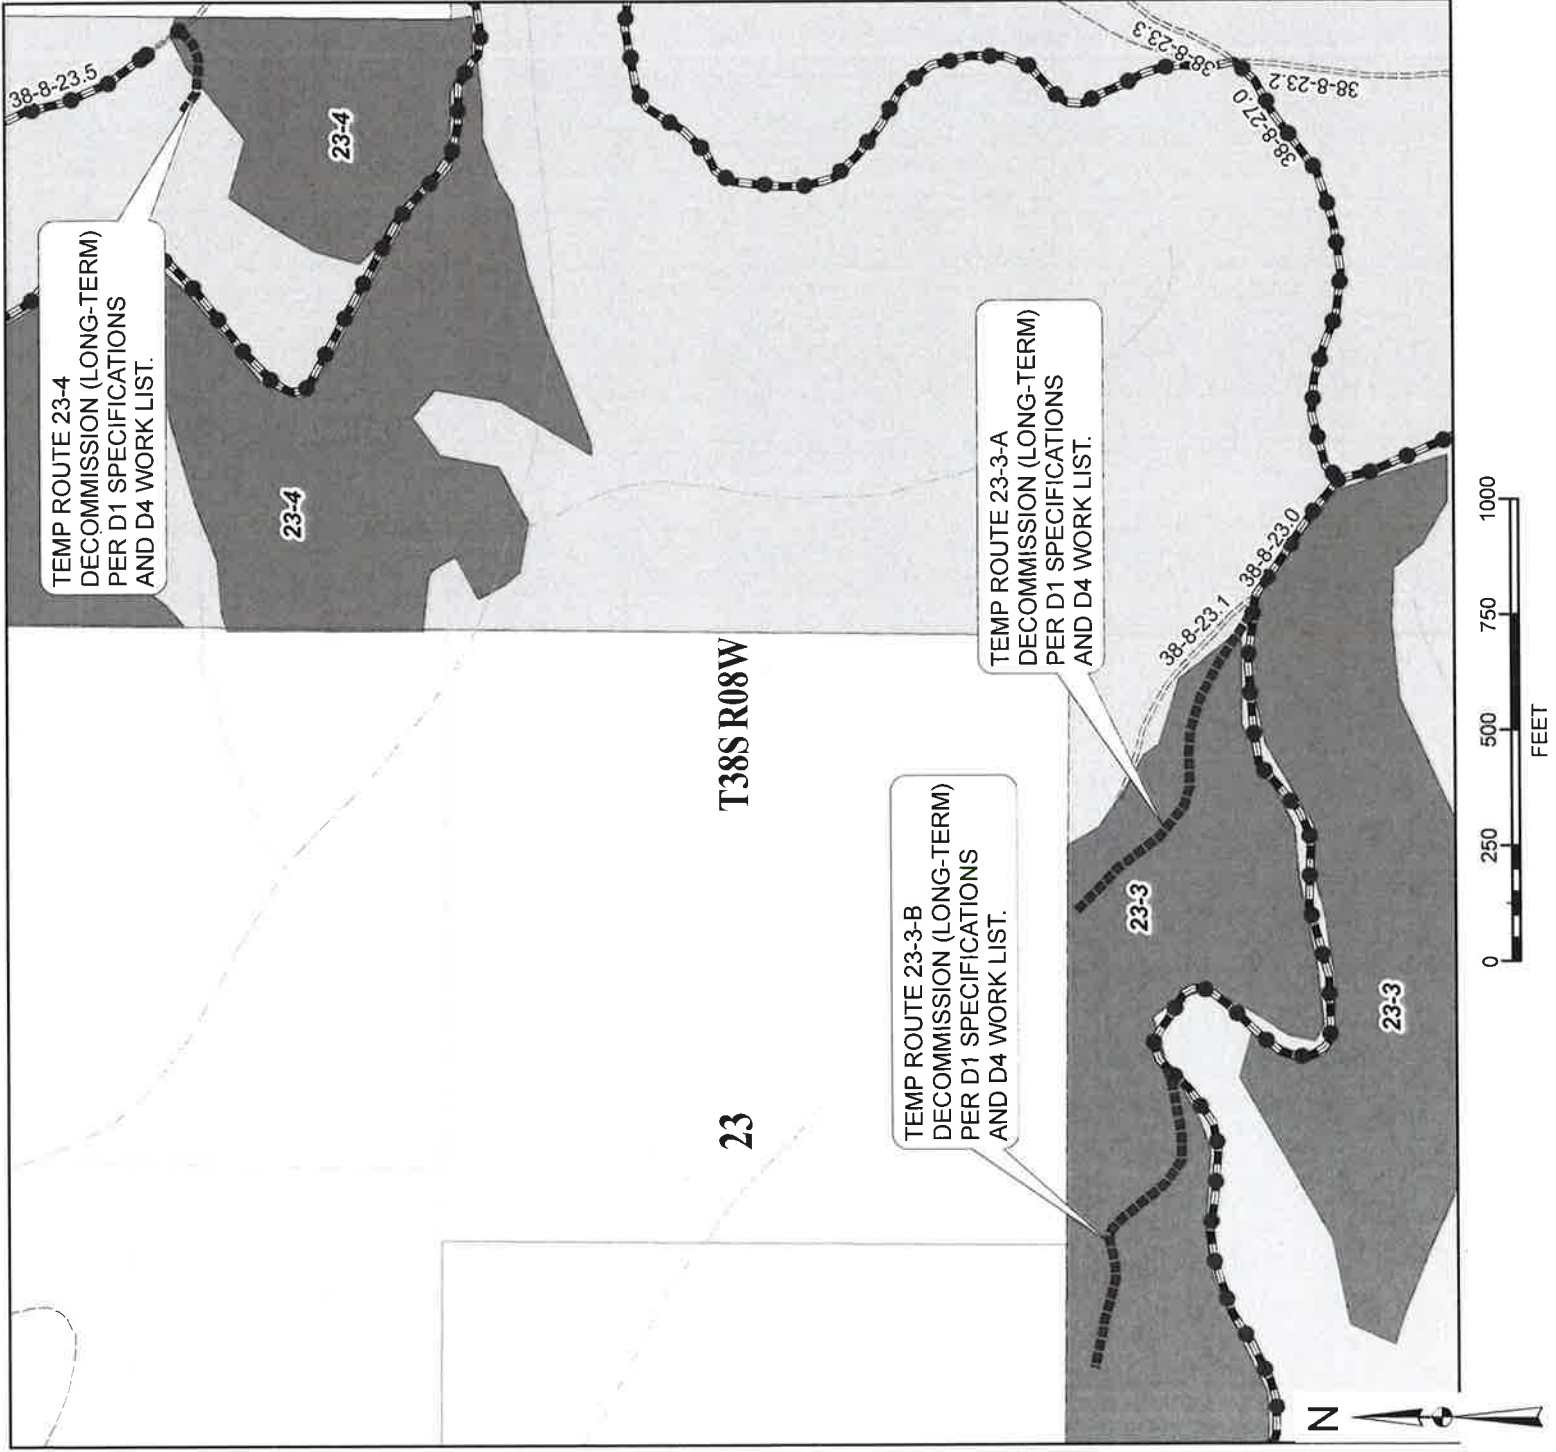 38-8-23.5
TEMP ROUTE 23-4
DECOMMISSION (LONG-TERM)
PER D1 SPECIFICATIONS
AND D4 WORK LIST.
23-4
23-4
38-8-23.3
38-8-23.2
38-8-27.0
T38S R08W
23
TEMP ROUTE 23-3-A
DECOMMISSION (LONG-TERM)
PER D1 SPECIFICATIONS
AND D4 WORK LIST.
38-8-23.0
38-8-23.1
TEMP ROUTE 23-3-B
DECOMMISSION (LONG-TERM)
PER D1 SPECIFICATIONS
AND D4 WORK LIST.
23-3
23-3
N
0 250 500 750 1000
FEET